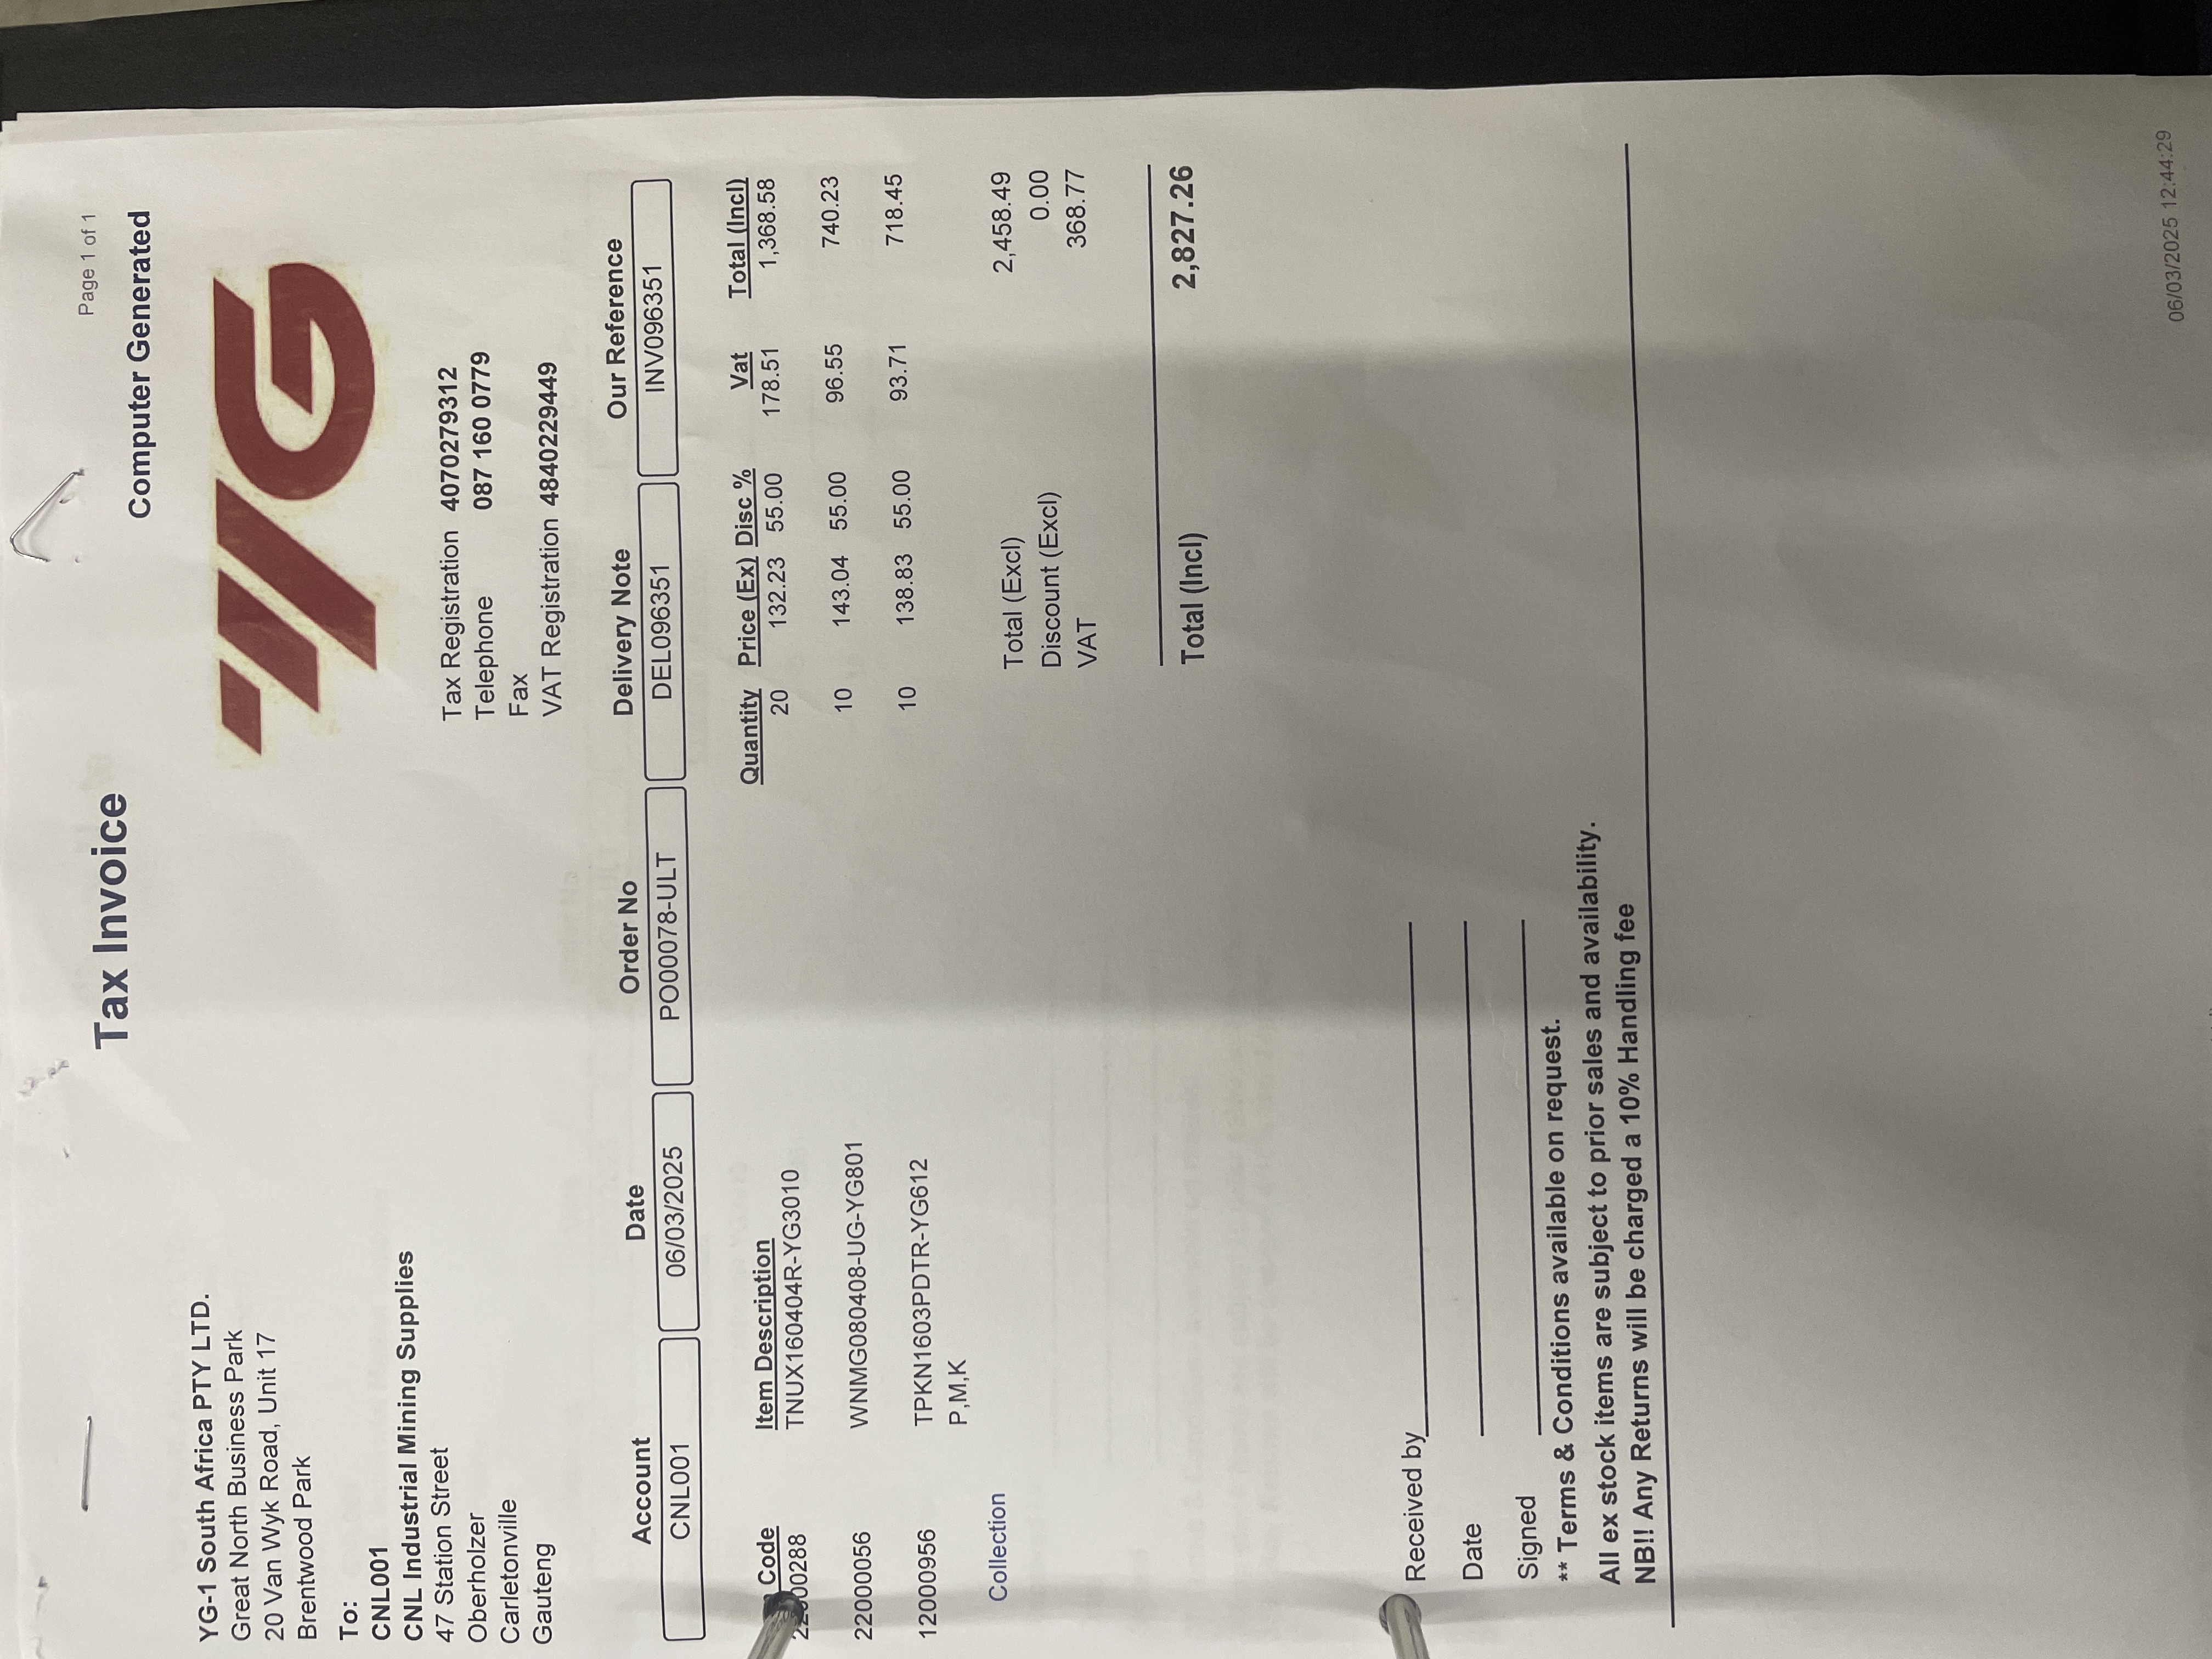 Page 1 of 1
Tax Invoice
Computer Generated
YG-1 South Africa PTY LTD.
Great North Business Park
20 Van Wyk Road, Unit 17
Brentwood Park
YG
To:
CNL001
CNL Industrial Mining Supplies
47 Station Street
Oberholzer
Carletonville
Gauteng
Tax Registration 4070279312
Telephone 087 160 0779
Fax
VAT Registration 4840229449
Account Date Order No Delivery Note Our Reference
CNL001 06/03/2025 PO00078-ULT DEL096351 INV096351
Code Item Description Quantity Price (Ex) Disc % Vat Total (Incl)
22000288 TNUX160404R-YG3010 20 132.23 55.00 178.51 1,368.58
22000056 WNMG080408-UG-YG801 10 143.04 55.00 96.55 740.23
12000956 TPKN1603PDTR-YG612 10 138.83 55.00 93.71 718.45
P,M,K
Collection
Total (Excl) 2,458.49
Discount (Excl) 0.00
VAT 368.77
Total (Incl) 2,827.26
Received by
Date
Signed
** Terms & Conditions available on request.
All ex stock items are subject to prior sales and availability.
NB!! Any Returns will be charged a 10% Handling fee
06/03/2025 12:44:29